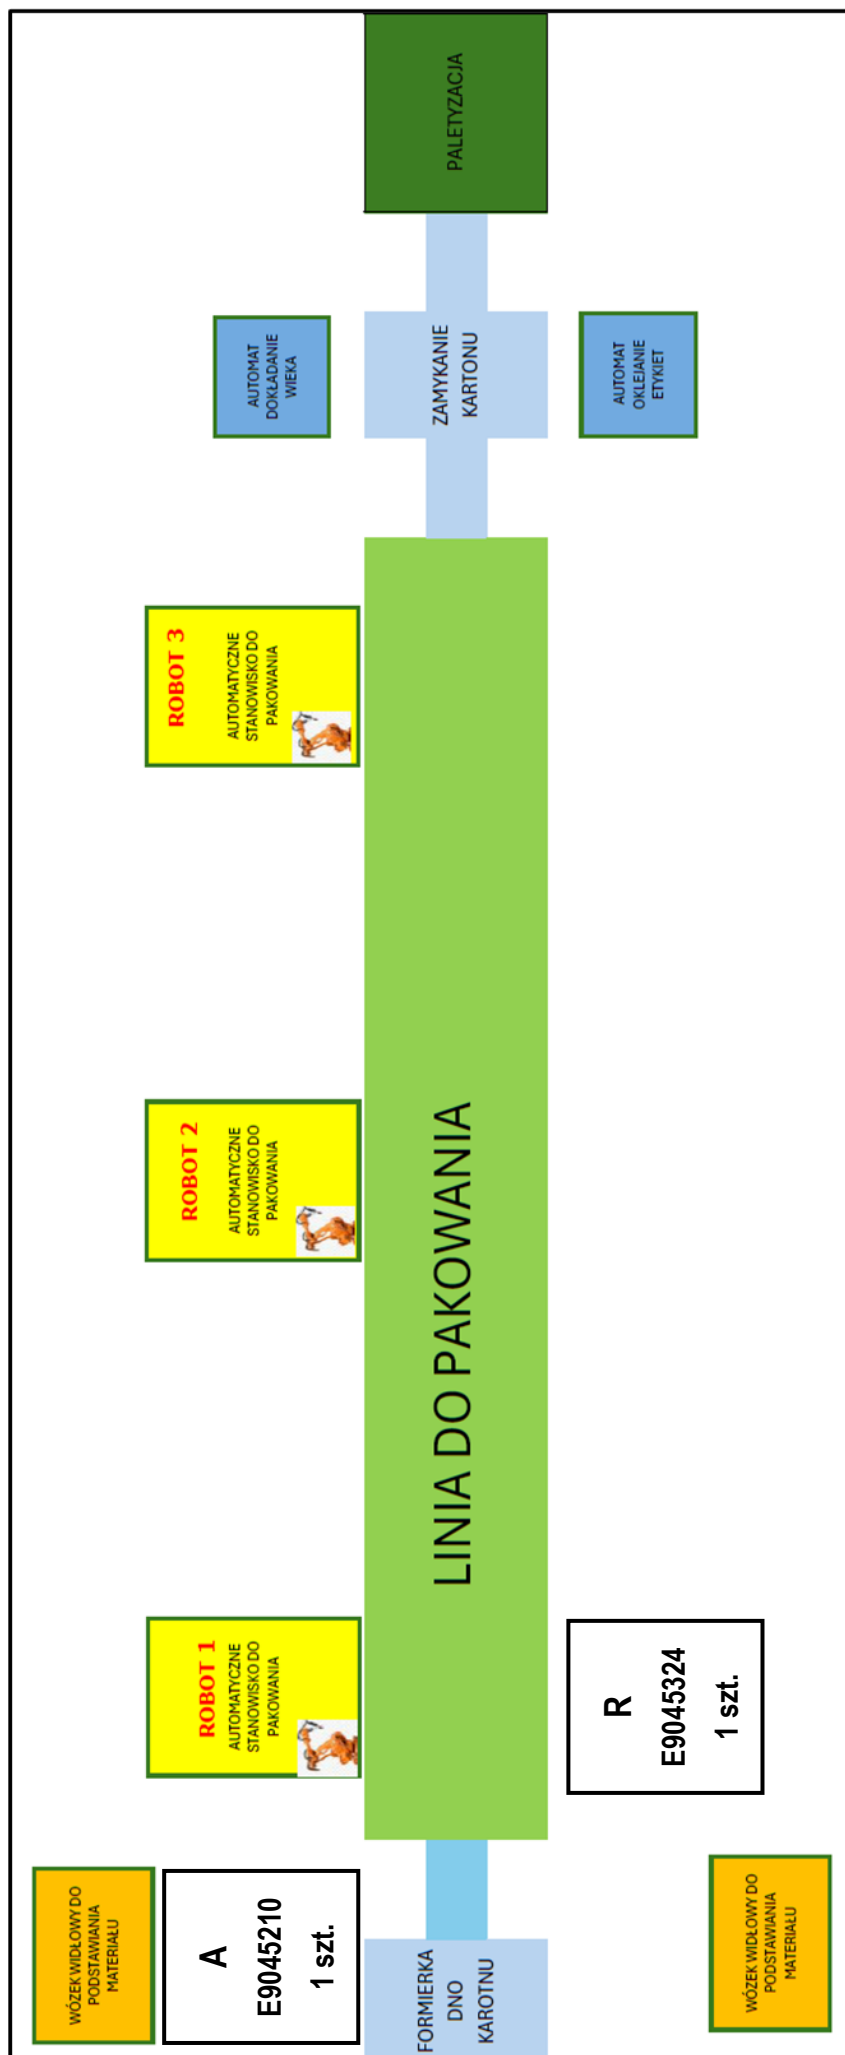 PALETYZACJA
AUTOMAT
DOKŁADANIE
WIEKA
ZAMYKANIE
KARTONU
AUTOMAT
OKLEJANIE
ETYKIET
ROBOT 3
AUTOMATYCZNE
STANOWISKO DO
PAKOWANIA
ROBOT 2
AUTOMATYCZNE
STANOWISKO DO
PAKOWANIA
LINIA DO PAKOWANIA
ROBOT 1
AUTOMATYCZNE
STANOWISKO DO
PAKOWANIA
R
E9045324
1 szt.
WÓZEK WIDŁOWY DO
PODSTAWIANIA
MATERIAŁU
A
E9045210
1 szt.
FORMIERKA
DNO
KAROTNU
WÓZEK WIDŁOWY DO
PODSTAWIANIA
MATERIAŁU